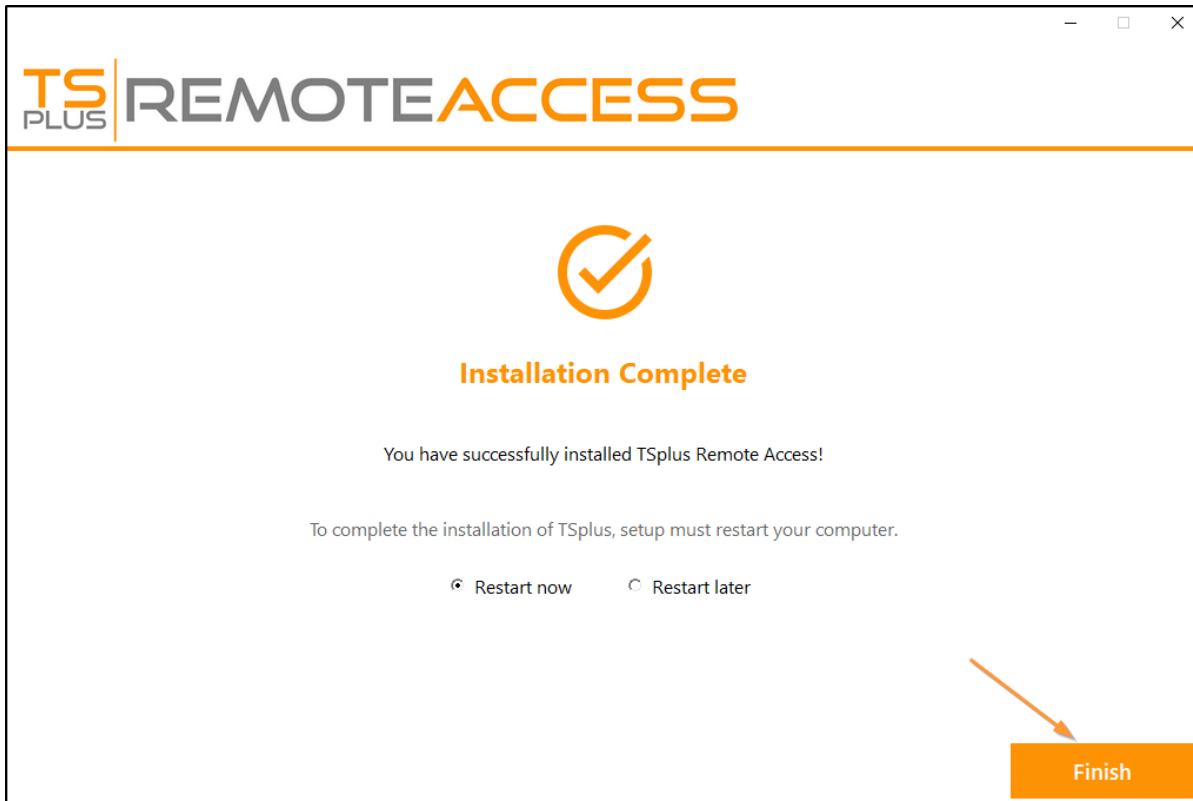 TS
PLUS
REMOTEACCESS
Installation Complete
You have successfully installed TSplus Remote Access!
To complete the installation of TSplus, setup must restart your computer.
Restart now Restart later
Finish